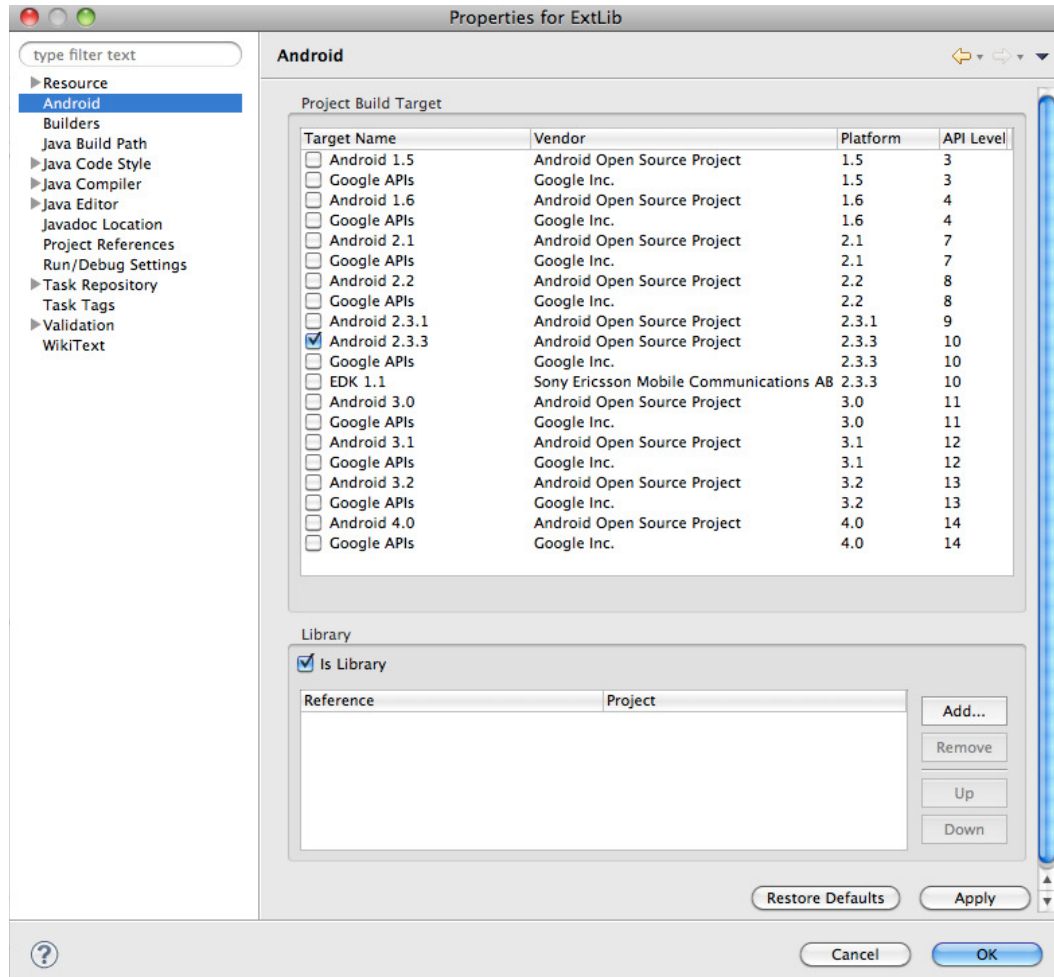 Properties for ExtLib
type filter text
Resource
Android
Builders
Java Build Path
Java Code Style
Java Compiler
Java Editor
Javadoc Location
Project References
Run/Debug Settings
Task Repository
Task Tags
Validation
WikiText
Android
Project Build Target
Target Name Vendor Platform API Level
Android 1.5 Android Open Source Project 1.5 3
Google APIs Google Inc. 1.5 3
Android 1.6 Android Open Source Project 1.6 4
Google APIs Google Inc. 1.6 4
Android 2.1 Android Open Source Project 2.1 7
Google APIs Google Inc. 2.1 7
Android 2.2 Android Open Source Project 2.2 8
Google APIs Google Inc. 2.2 8
Android 2.3.1 Android Open Source Project 2.3.1 9
Android 2.3.3 Android Open Source Project 2.3.3 10
Google APIs Google Inc. 2.3.3 10
EDK 1.1 Sony Ericsson Mobile Communications AB 2.3.3 10
Android 3.0 Android Open Source Project 3.0 11
Google APIs Google Inc. 3.0 11
Android 3.1 Android Open Source Project 3.1 12
Google APIs Google Inc. 3.1 12
Android 3.2 Android Open Source Project 3.2 13
Google APIs Google Inc. 3.2 13
Android 4.0 Android Open Source Project 4.0 14
Google APIs Google Inc. 4.0 14
Library
Is Library
Reference Project
Add...
Remove
Up
Down
Restore Defaults Apply
? Cancel OK